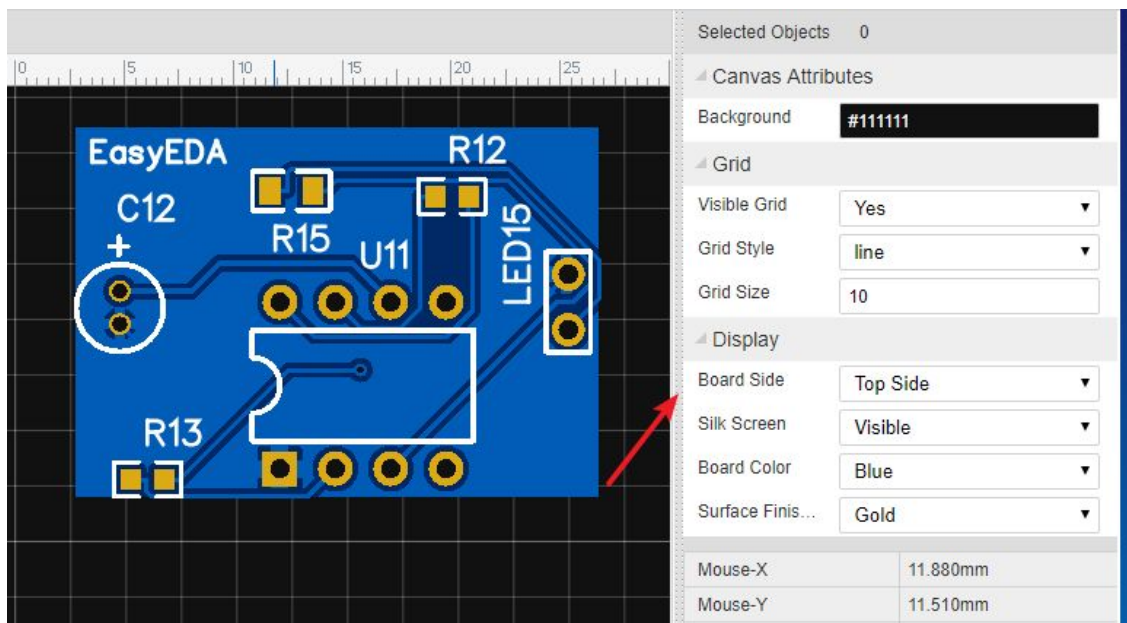 Selected Objects 0
0 5 10 15 20 25
Canvas Attributes
Background #111111
Grid
Visible Grid Yes
Grid Style line
Grid Size 10
Display
Board Side Top Side
Silk Screen Visible
Board Color Blue
Surface Finis... Gold
Mouse-X 11.880mm
Mouse-Y 11.510mm
EasyEDA
R12
C12
+
R15
U11
LED15
R13